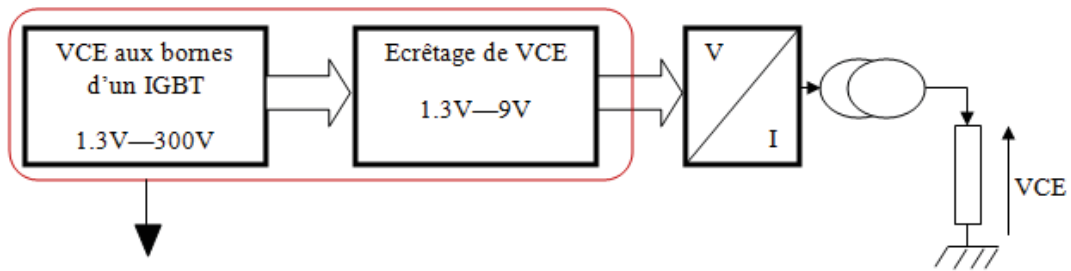 VCE aux bornes
d'un IGBT
1.3V—300V
Ecrêtage de VCE
1.3V—9V
V
I
VCE